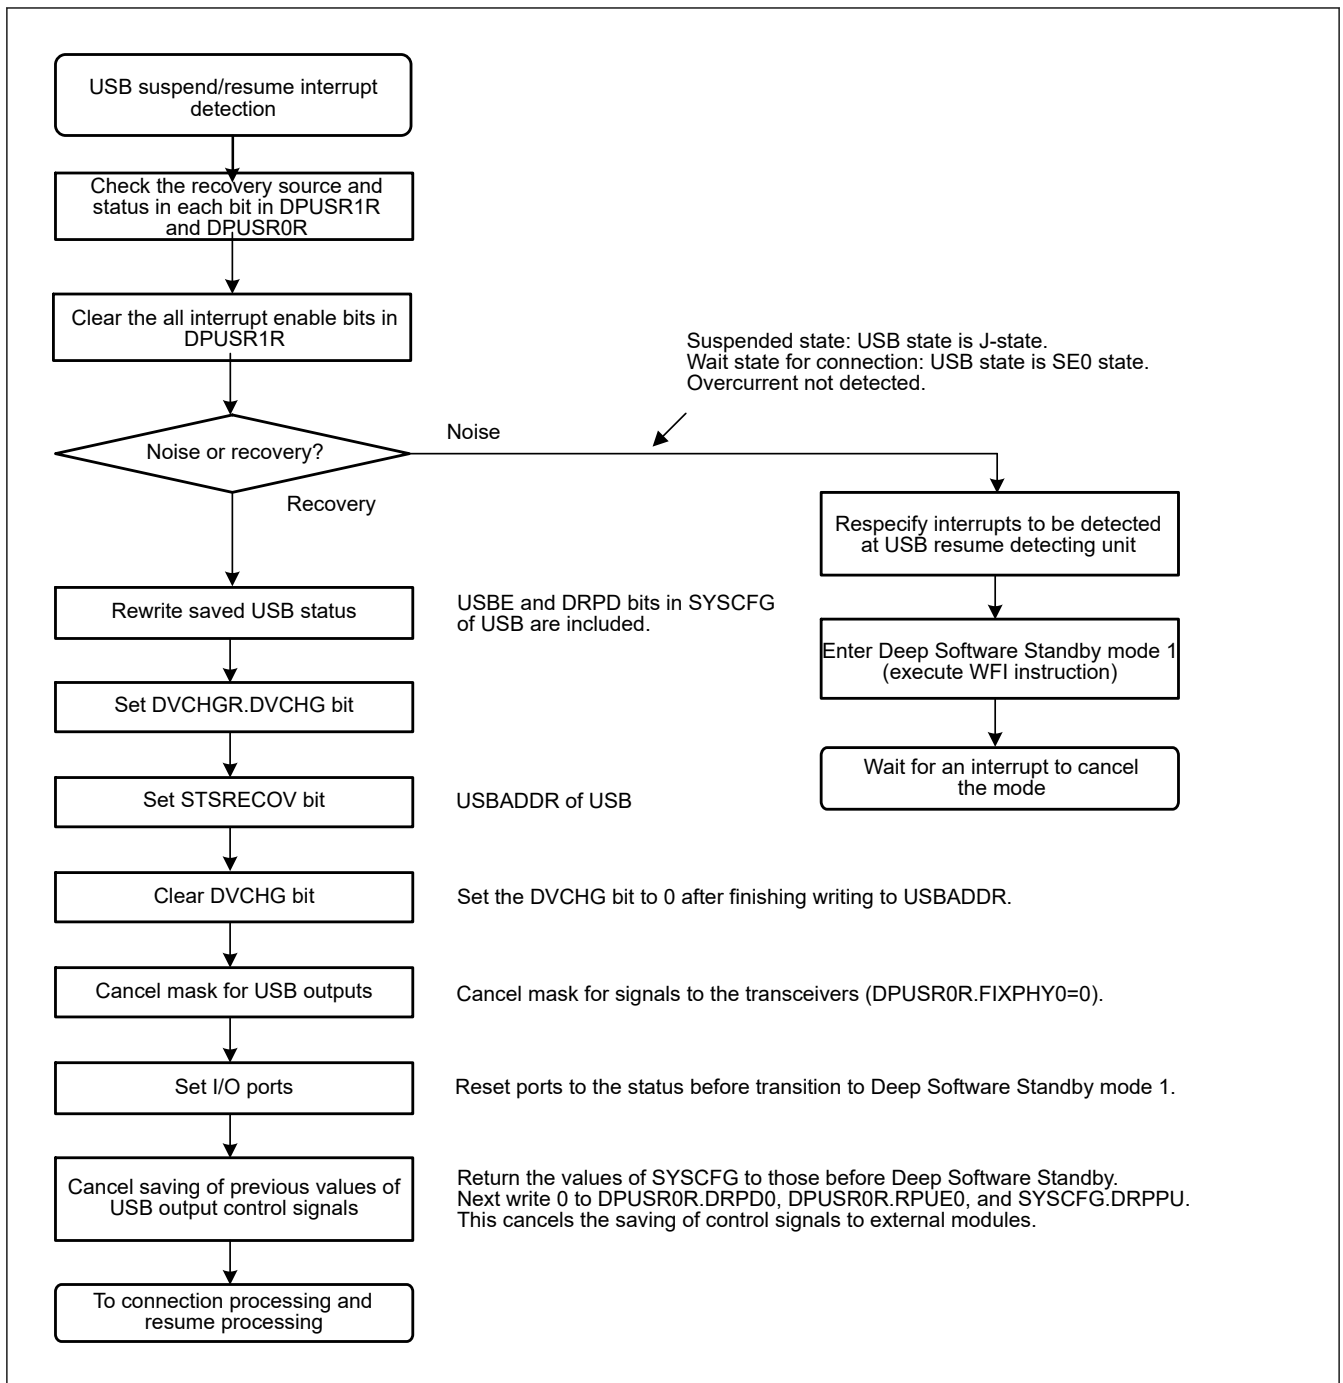 USB suspend/resume interrupt
detection
Check the recovery source and
status in each bit in DPUSR1R
and DPUSR0R
Clear the all interrupt enable bits in
DPUSR1R
Suspended state: USB state is J-state.
Wait state for connection: USB state is SE0 state.
Overcurrent not detected.
Noise or recovery?
Noise
Recovery
Respecify interrupts to be detected
at USB resume detecting unit
Enter Deep Software Standby mode 1
(execute WFI instruction)
Wait for an interrupt to cancel
the mode
Rewrite saved USB status
USBE and DRPD bits in SYSCFG
of USB are included.
Set DVCHGR.DVCHG bit
Set STSRECOV bit
USBADDR of USB
Clear DVCHG bit
Set the DVCHG bit to 0 after finishing writing to USBADDR.
Cancel mask for USB outputs
Cancel mask for signals to the transceivers (DPUSR0R.FIXPHY0=0).
Set I/O ports
Reset ports to the status before transition to Deep Software Standby mode 1.
Cancel saving of previous values of
USB output control signals
Return the values of SYSCFG to those before Deep Software Standby.
Next write 0 to DPUSR0R.DRPD0, DPUSR0R.RPUE0, and SYSCFG.DRPPU.
This cancels the saving of control signals to external modules.
To connection processing and
resume processing